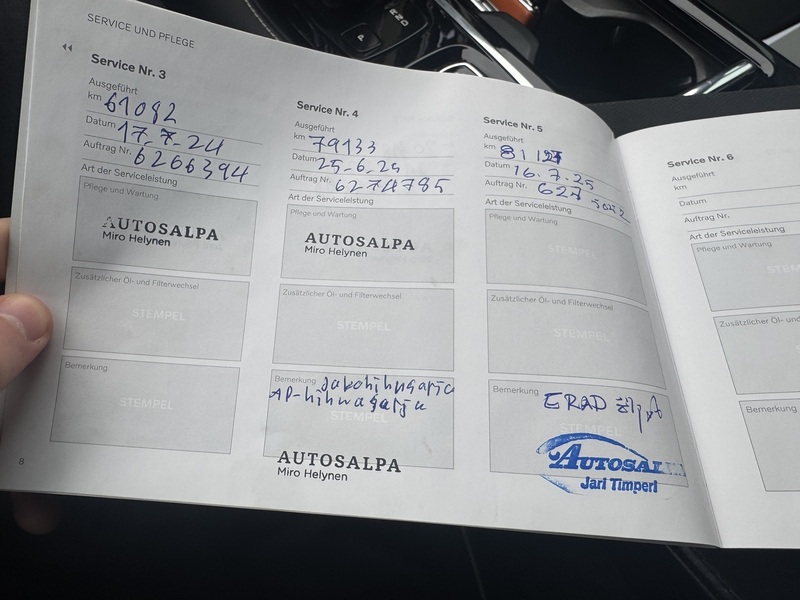 SERVICE UND PFLEGE
Service Nr. 3
Ausgeführt
km 61092
Datum 17.7.24
Auftrag Nr. 6266394
Art der Serviceleistung
Pflege und Wartung
AUTOSALPA
Miro Helynen
Zusätzlicher Öl- und Filterwechsel
STEMPEL
Bemerkung
STEMPEL
8
Service Nr. 4
Ausgeführt
km 79133
Datum 25-6.25
Auftrag Nr. 6274785
Art der Serviceleistung
Pflege und Wartung
AUTOSALPA
Miro Helynen
Zusätzlicher Öl- und Filterwechsel
STEMPEL
Bemerkung jakohihnqarja
AP-hihnaqarja
STEMPEL
AUTOSALPA
Miro Helynen
Service Nr. 5
Ausgeführt
km
Datum 16.7.25
Auftrag Nr.
Art der Serviceleistung
Pflege und Wartung
STEMPEL
Zusätzlicher Öl- und Filterwechsel
STEMPEL
Bemerkung ERAD
AUTOSALPA
Jari Timperi
Service Nr. 6
Ausgeführt
km
Datum
Auftrag Nr.
Art der Serviceleistung
Pflege und Wartung
Zusätzlicher Öl- und
Bemerkung